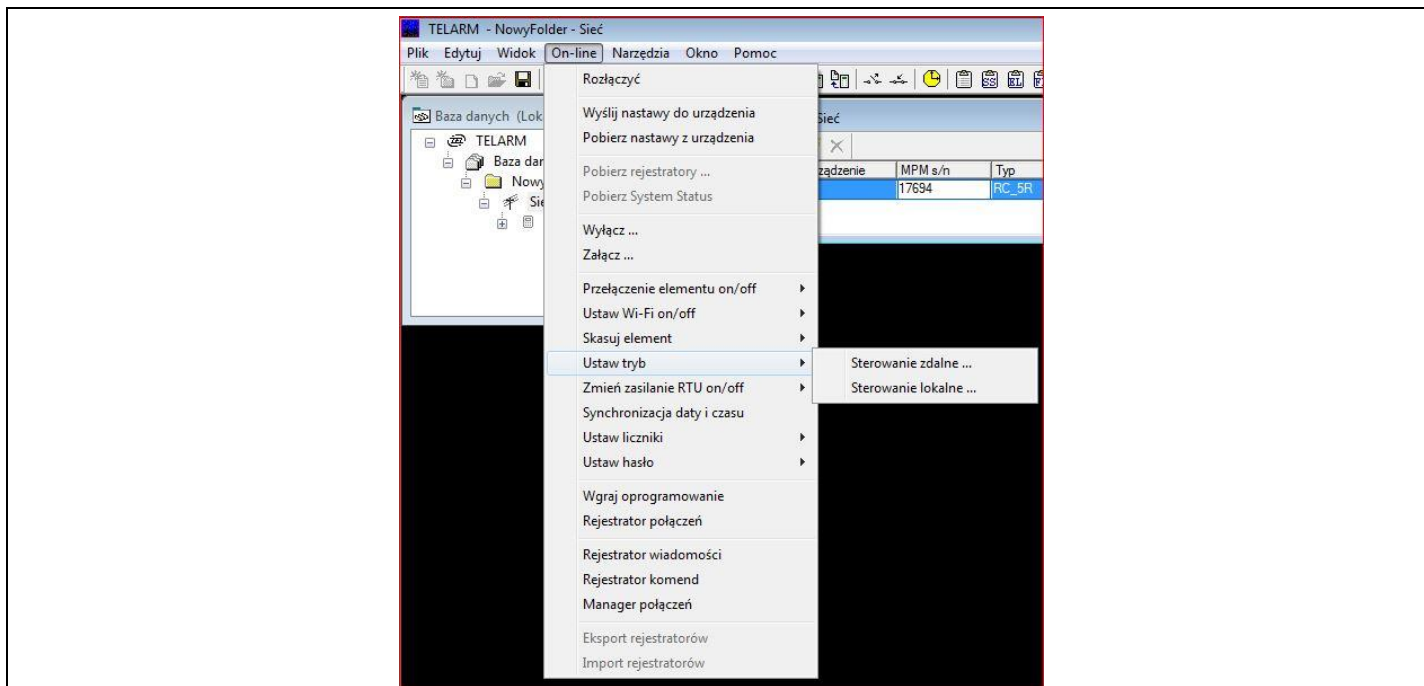 TELARM - NowyFolder - Sieć
Plik Edytuj Widok On-line Narzędzia Okno Pomoc
SS EL
Baza danych (Lok
TELARM
Baza dan
Nowy
Sie
Rozłączyć
Wyślij nastawy do urządzenia
Pobierz nastawy z urządzenia
Pobierz rejestratory ...
Pobierz System Status
Wyłącz ...
Załącz ...
Przełączenie elementu on/off
Ustaw Wi-Fi on/off
Skasuj element
Ustaw tryb
Zmień zasilanie RTU on/off
Synchronizacja daty i czasu
Ustaw liczniki
Ustaw hasło
Wgraj oprogramowanie
Rejestrator połączeń
Rejestrator wiadomości
Rejestrator komend
Manager połączeń
Eksport rejestratorów
Import rejestratorów
Sterowanie zdalne ...
Sterowanie lokalne ...
Sieć
ządzenie MPM s/n Typ
17694 RC_5R